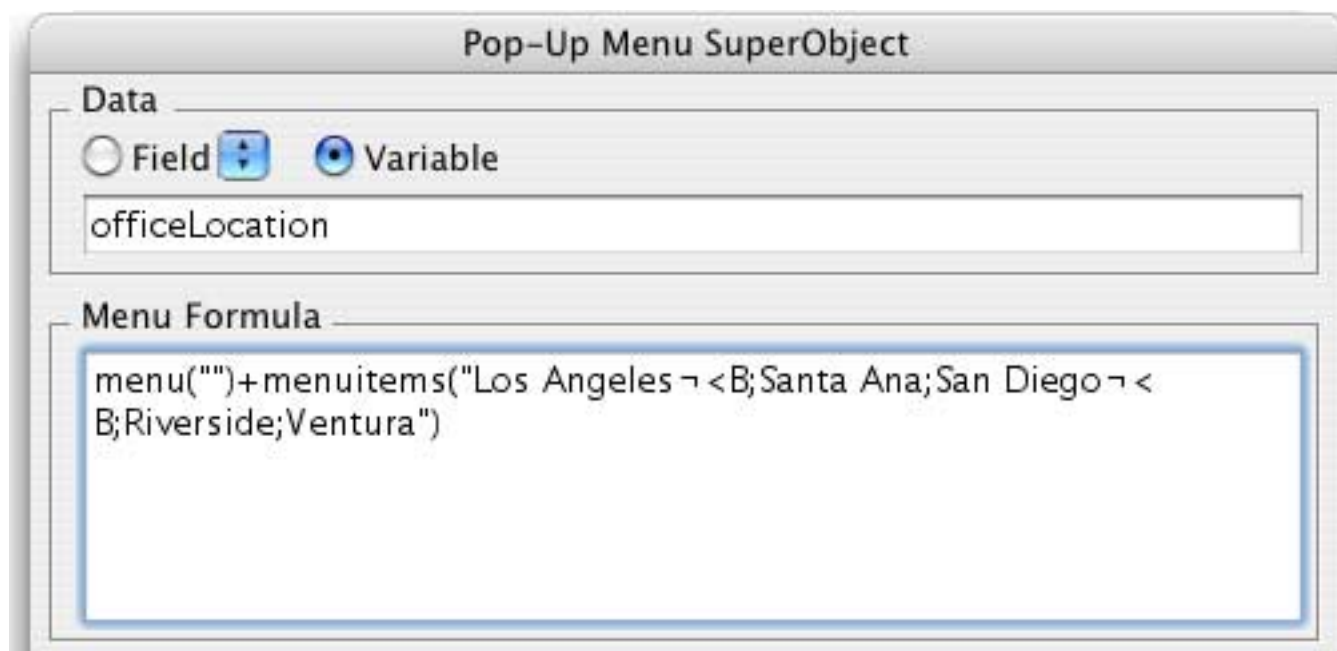 Pop-Up Menu SuperObject
Data
Field Variable
officeLocation
Menu Formula
menu("")+menuitems("Los Angeles¬<B;Santa Ana;San Diego¬<
B;Riverside;Ventura")